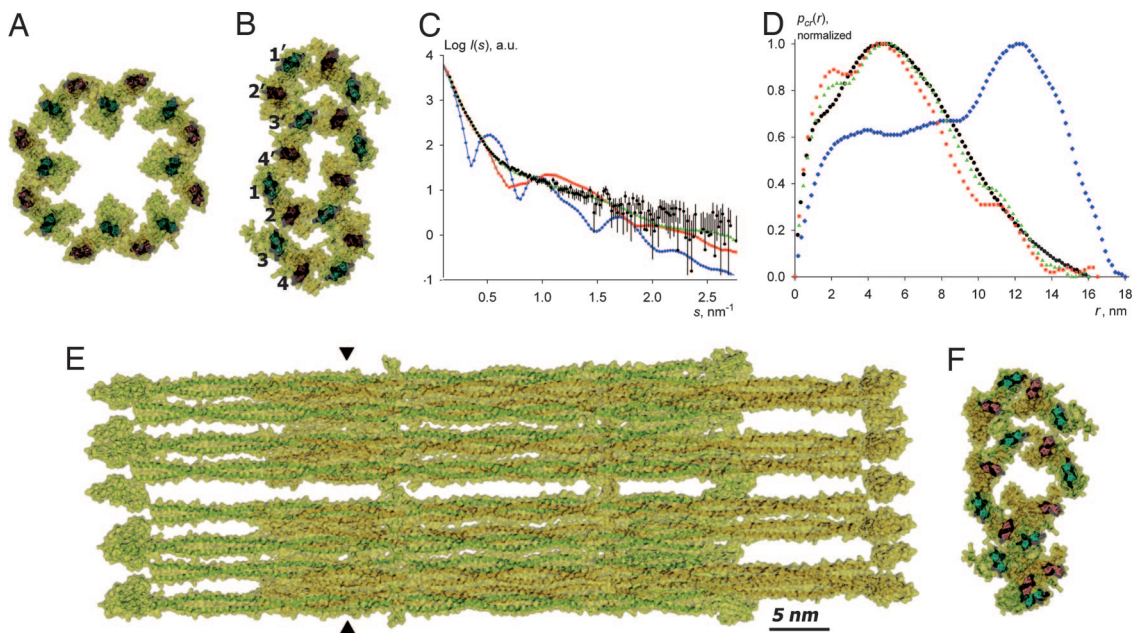 A
B
1′
2′
3′
4′
1
2
3
4
C
Log I(s), a.u.
4
3
2
1
0
-1
0.5
1.0
1.5
2.0
2.5
s, nm⁻¹
D
p_cr(r),
normalized
1.0
0.8
0.6
0.4
0.2
0.0
0 2 4 6 8 10 12 14 16 18
r, nm
E
5 nm
F